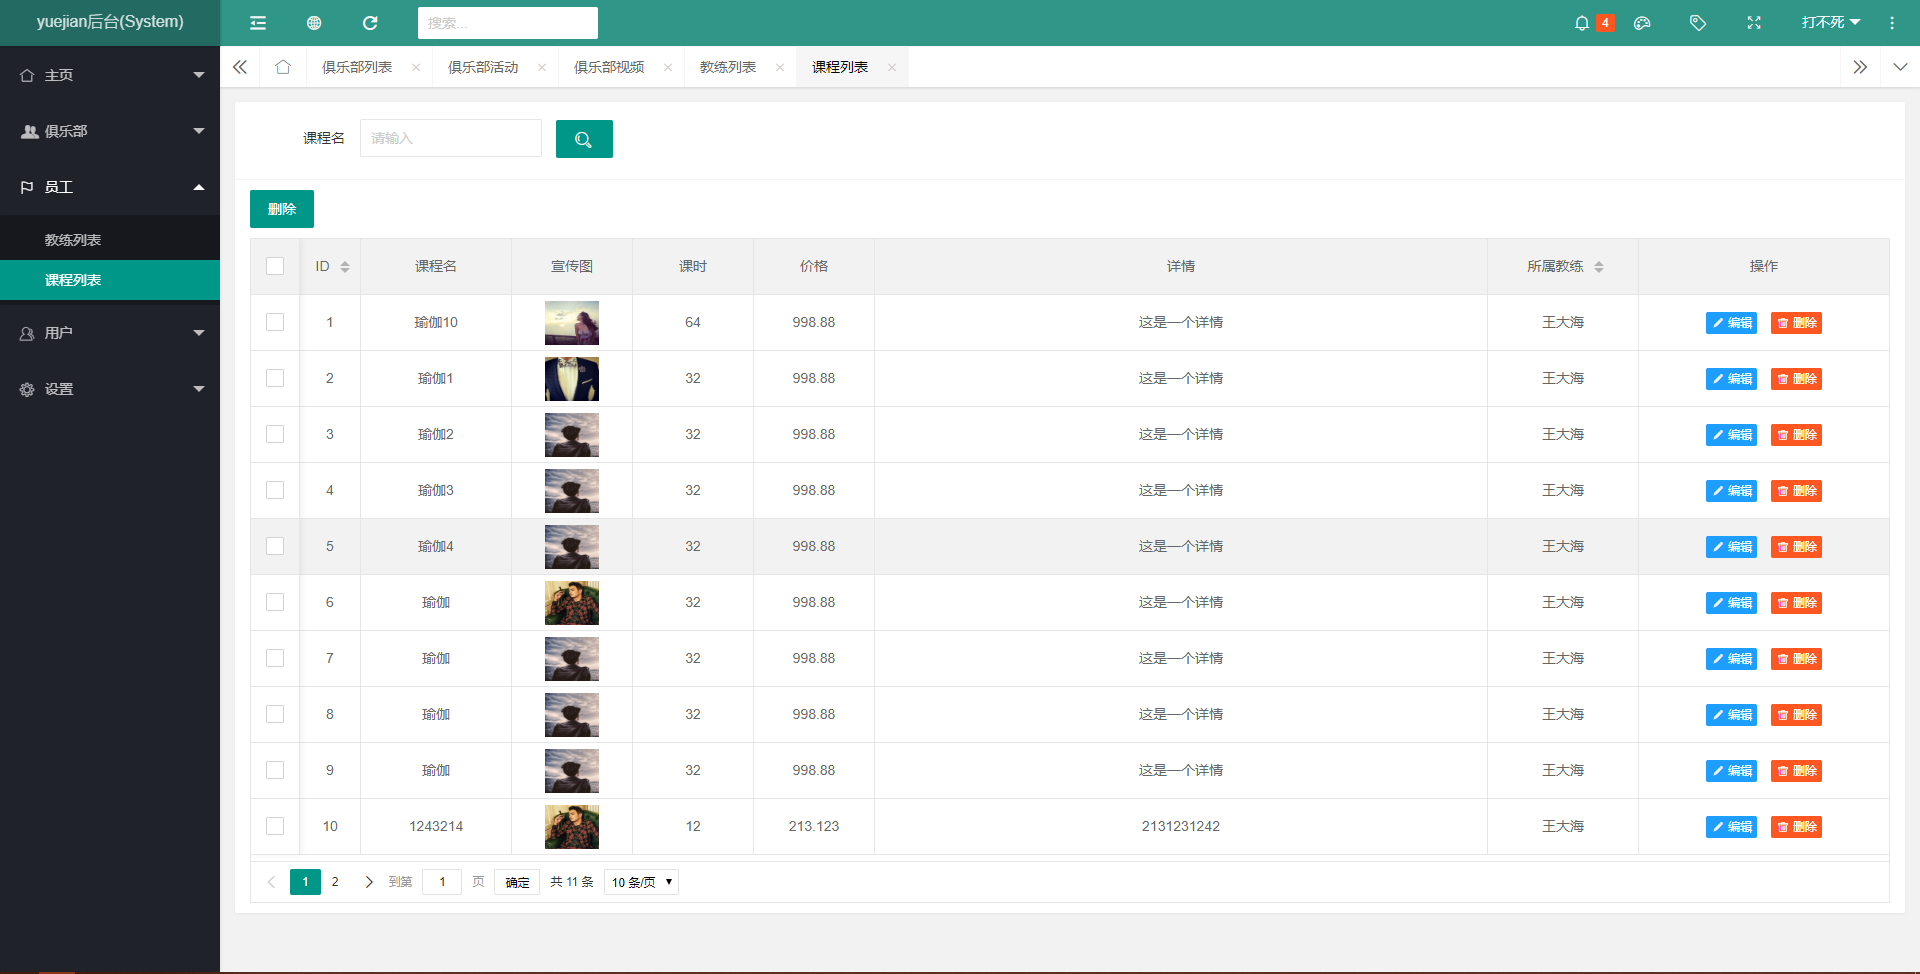 yuejian后台(System)
搜索...
4
打不死
主页
俱乐部
员工
教练列表
课程列表
用户
设置
俱乐部列表
俱乐部活动
俱乐部视频
教练列表
课程列表
课程名
请输入
删除
ID 课程名 宣传图 课时 价格 详情 所属教练 操作
1 瑜伽10 64 998.88 这是一个详情 王大海 编辑 删除
2 瑜伽1 32 998.88 这是一个详情 王大海 编辑 删除
3 瑜伽2 32 998.88 这是一个详情 王大海 编辑 删除
4 瑜伽3 32 998.88 这是一个详情 王大海 编辑 删除
5 瑜伽4 32 998.88 这是一个详情 王大海 编辑 删除
6 瑜伽 32 998.88 这是一个详情 王大海 编辑 删除
7 瑜伽 32 998.88 这是一个详情 王大海 编辑 删除
8 瑜伽 32 998.88 这是一个详情 王大海 编辑 删除
9 瑜伽 32 998.88 这是一个详情 王大海 编辑 删除
10 1243214 12 213.123 2131231242 王大海 编辑 删除
1 2 到第 1 页 确定 共 11 条 10 条/页